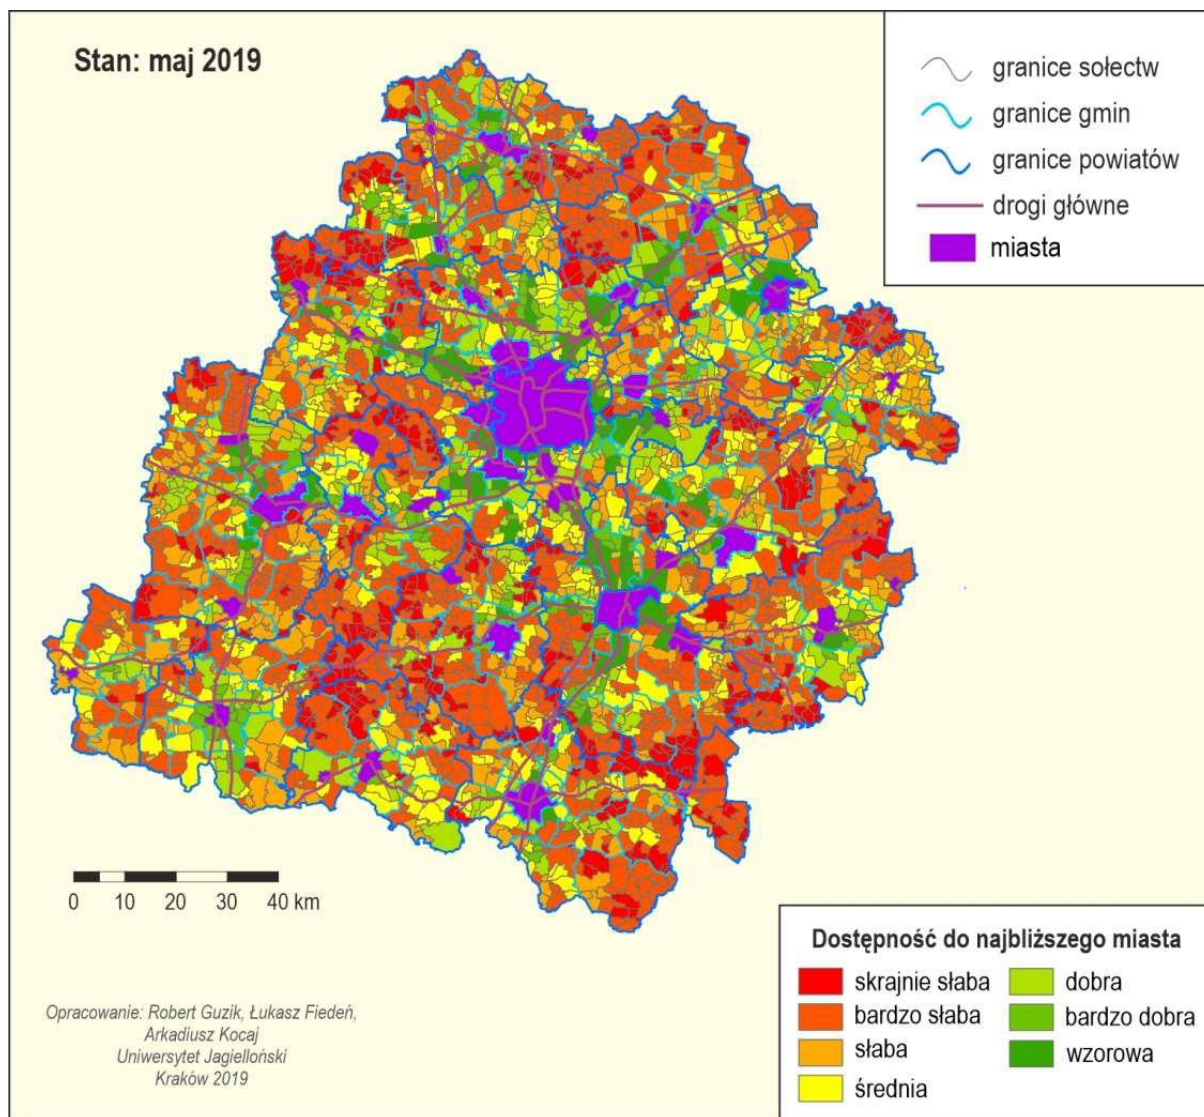 Stan: maj 2019
granice sołectw
granice gmin
granice powiatów
drogi główne
miasta
0 10 20 30 40 km
Opracowanie: Robert Guzik, Łukasz Fiedeń,
Arkadiusz Kocaj
Uniwersytet Jagielloński
Kraków 2019
Dostępność do najbliższego miasta
skrajnie słaba
bardzo słaba
słaba
średnia
dobra
bardzo dobra
wzorowa